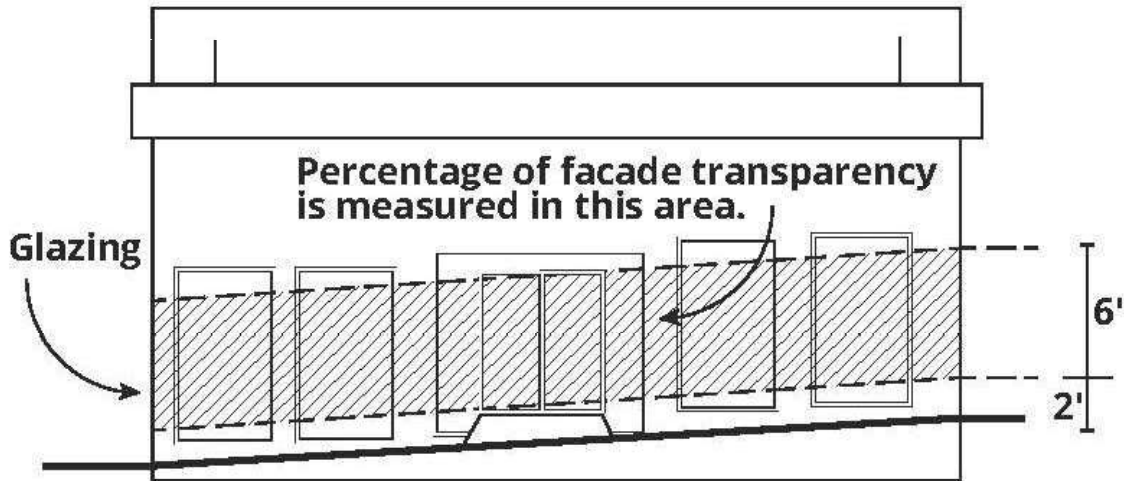 Percentage of facade transparency
is measured in this area.
Glazing
6'
2'